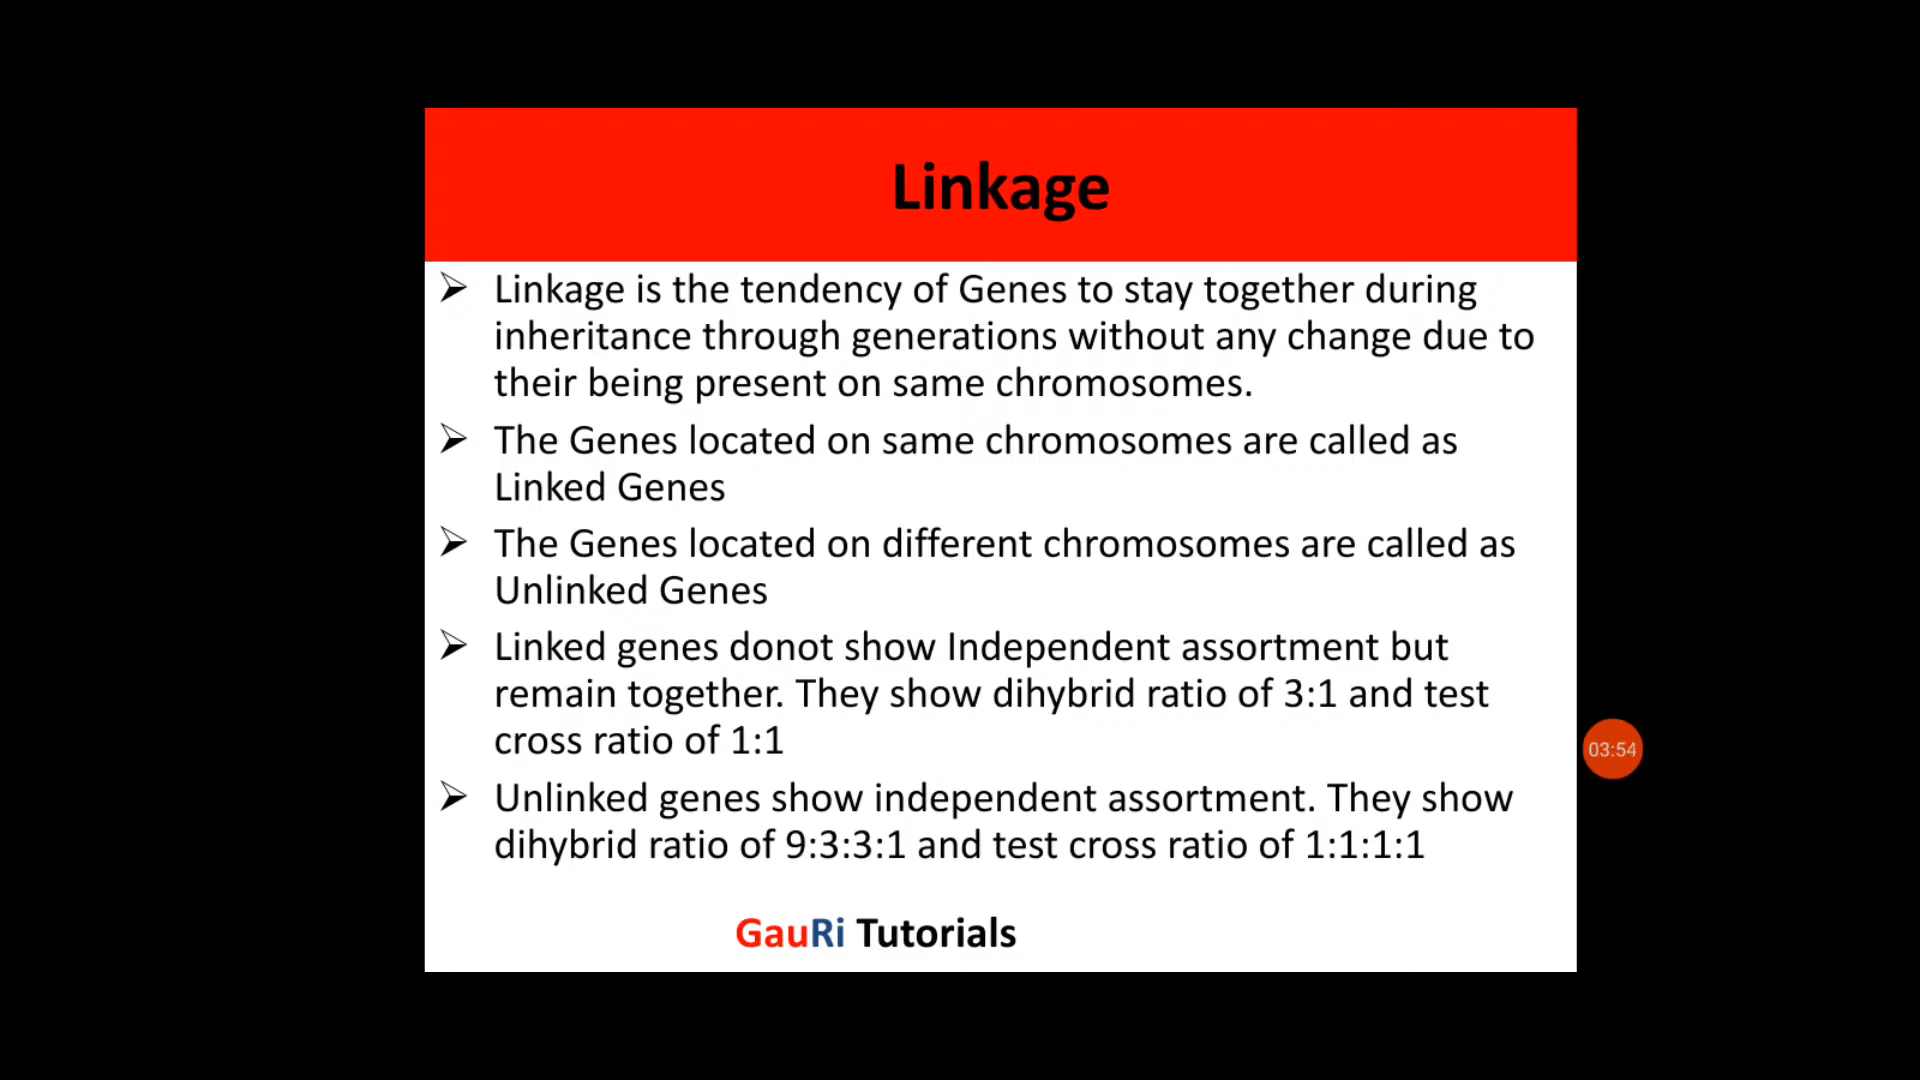 Linkage
➢ Linkage is the tendency of Genes to stay together during
inheritance through generations without any change due to
their being present on same chromosomes.
➢ The Genes located on same chromosomes are called as
Linked Genes
➢ The Genes located on different chromosomes are called as
Unlinked Genes
➢ Linked genes donot show Independent assortment but
remain together. They show dihybrid ratio of 3:1 and test
cross ratio of 1:1
➢ Unlinked genes show independent assortment. They show
dihybrid ratio of 9:3:3:1 and test cross ratio of 1:1:1:1
GauRi Tutorials
03:54